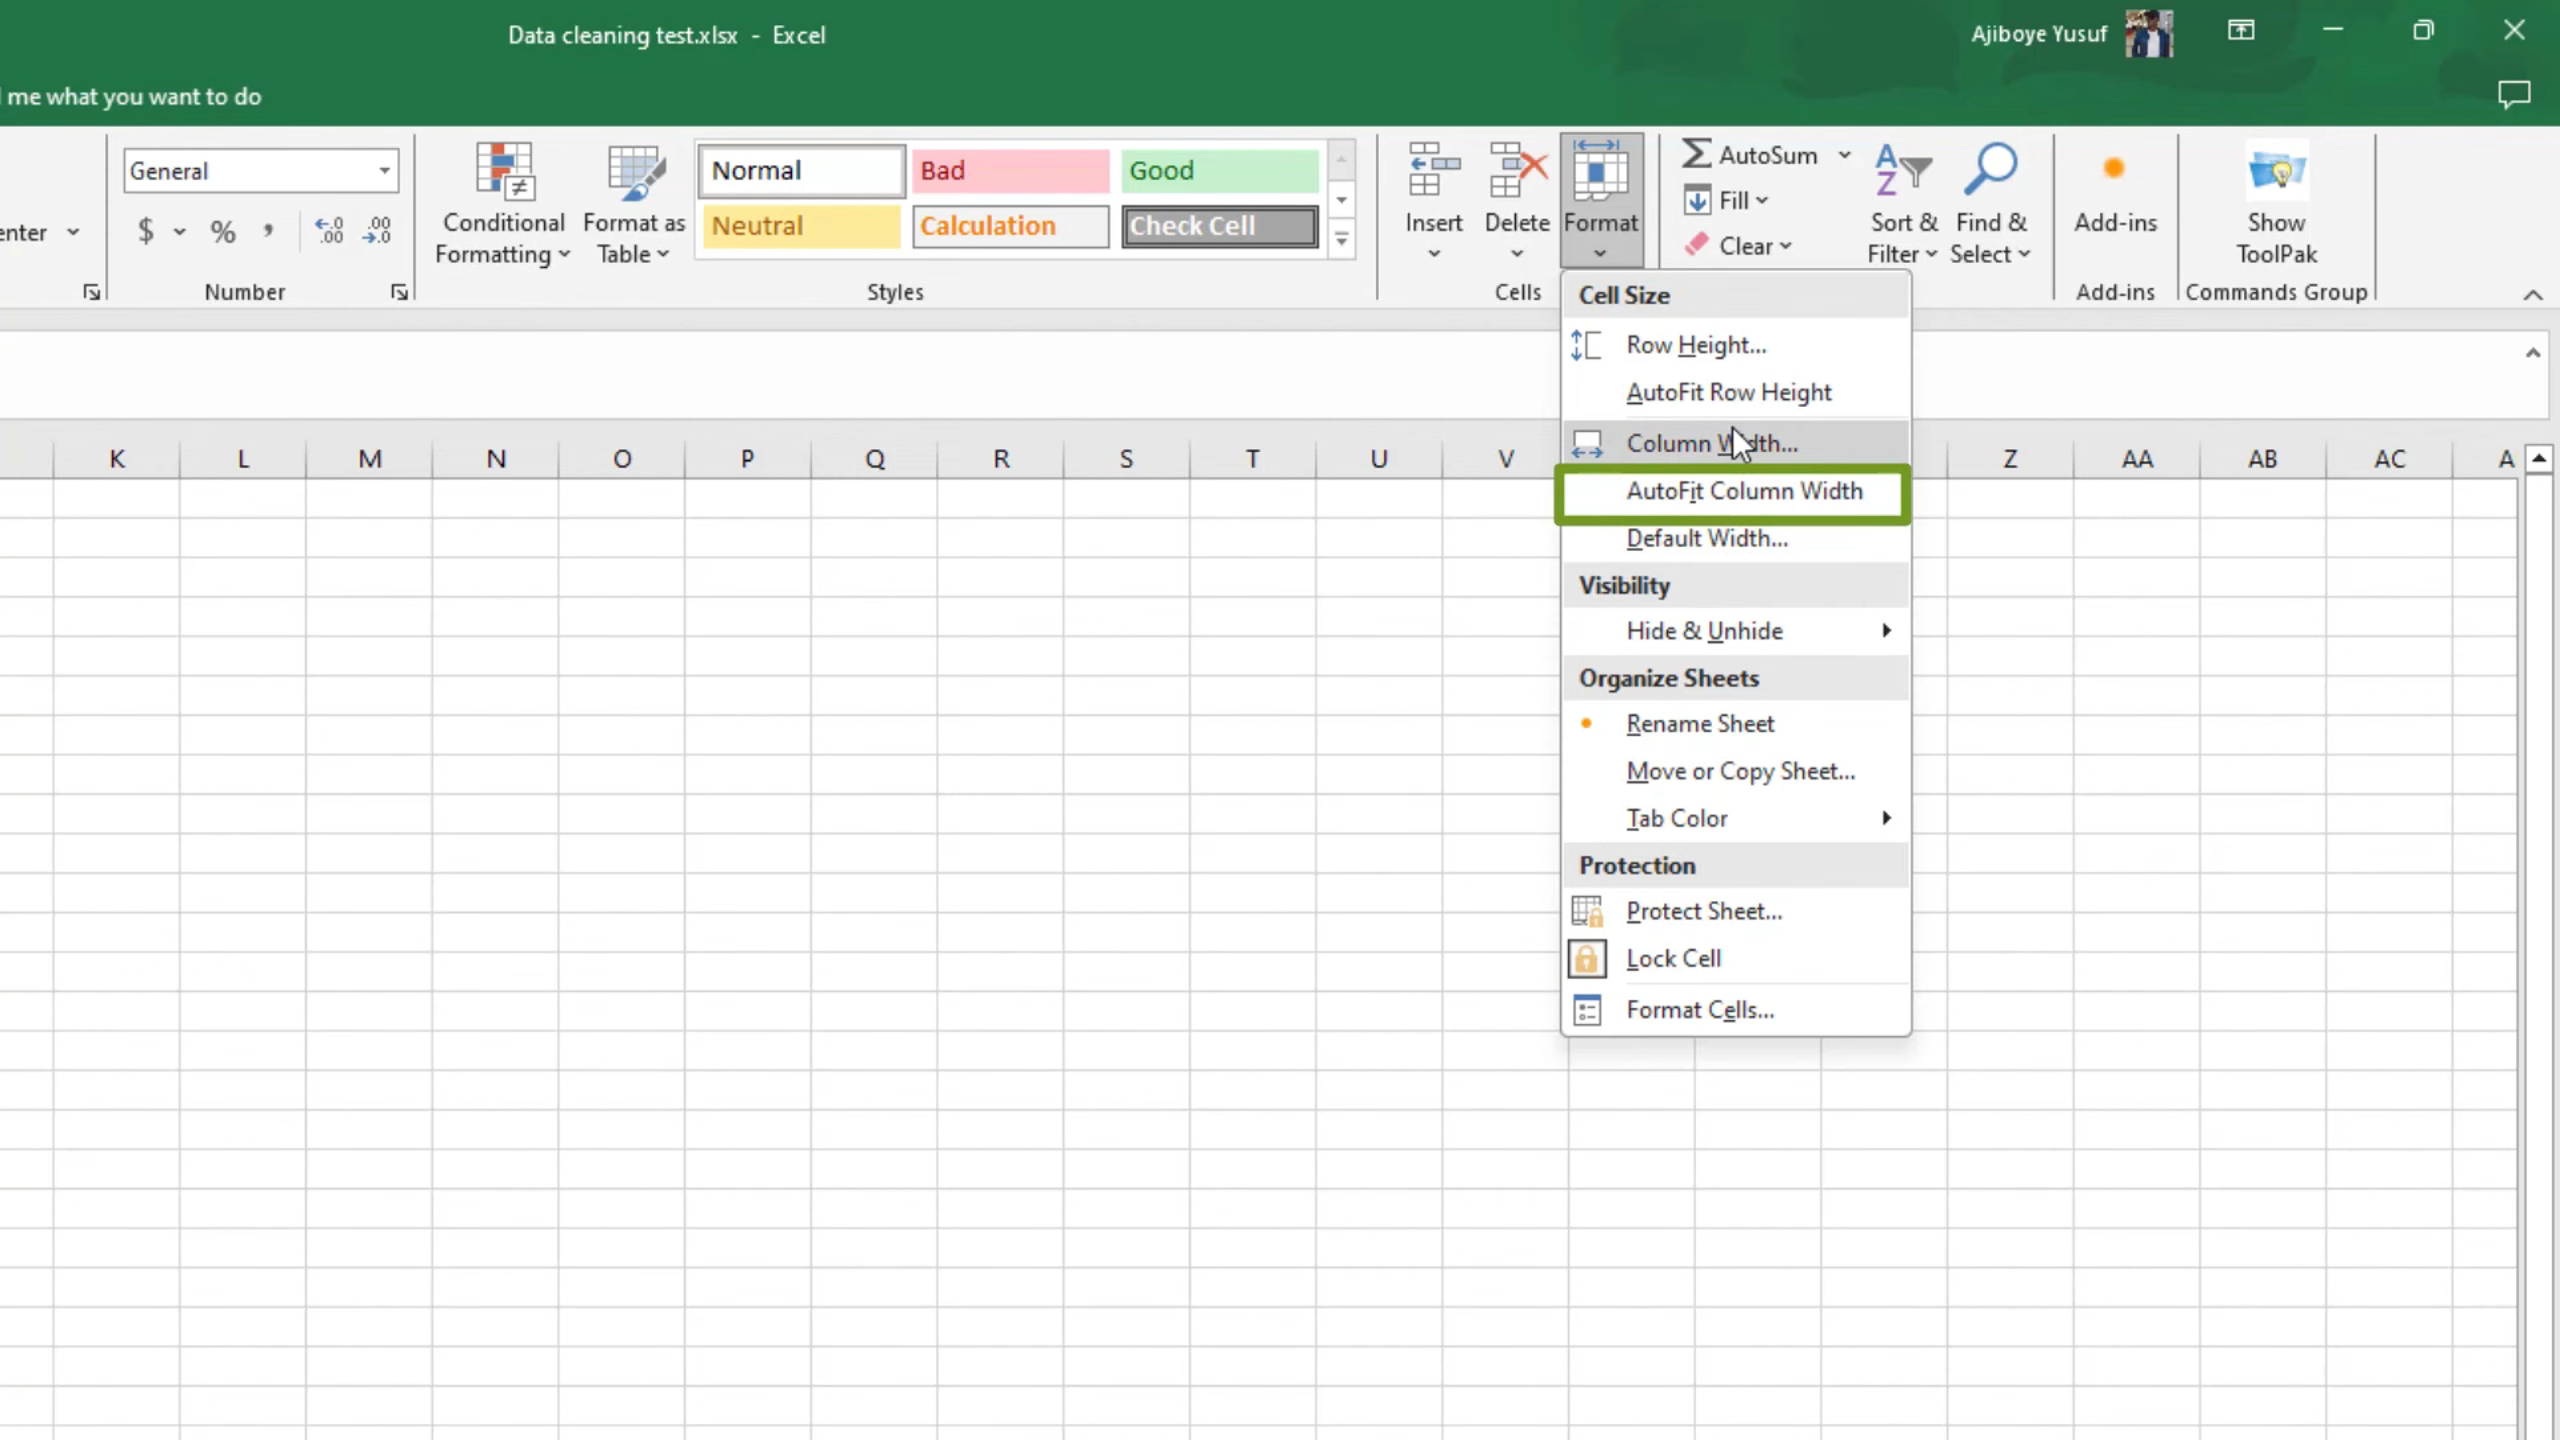 Data cleaning test.xlsx - Excel
Ajiboye Yusuf
me what you want to do
General
$ % ,
←.0 .00
.00 →.0
enter
Number
Conditional Formatting
Format as Table
Normal
Bad
Good
Neutral
Calculation
Check Cell
Styles
Insert
Delete
Format
Cells
AutoSum
Fill
Clear
Sort & Filter
Find & Select
Add-ins
Add-ins
Show ToolPak
Commands Group
Cell Size
Row Height...
AutoFit Row Height
Column Width...
AutoFit Column Width
Default Width...
Visibility
Hide & Unhide
Organize Sheets
Rename Sheet
Move or Copy Sheet...
Tab Color
Protection
Protect Sheet...
Lock Cell
Format Cells...
K L M N O P Q R S T U V Z AA AB AC A